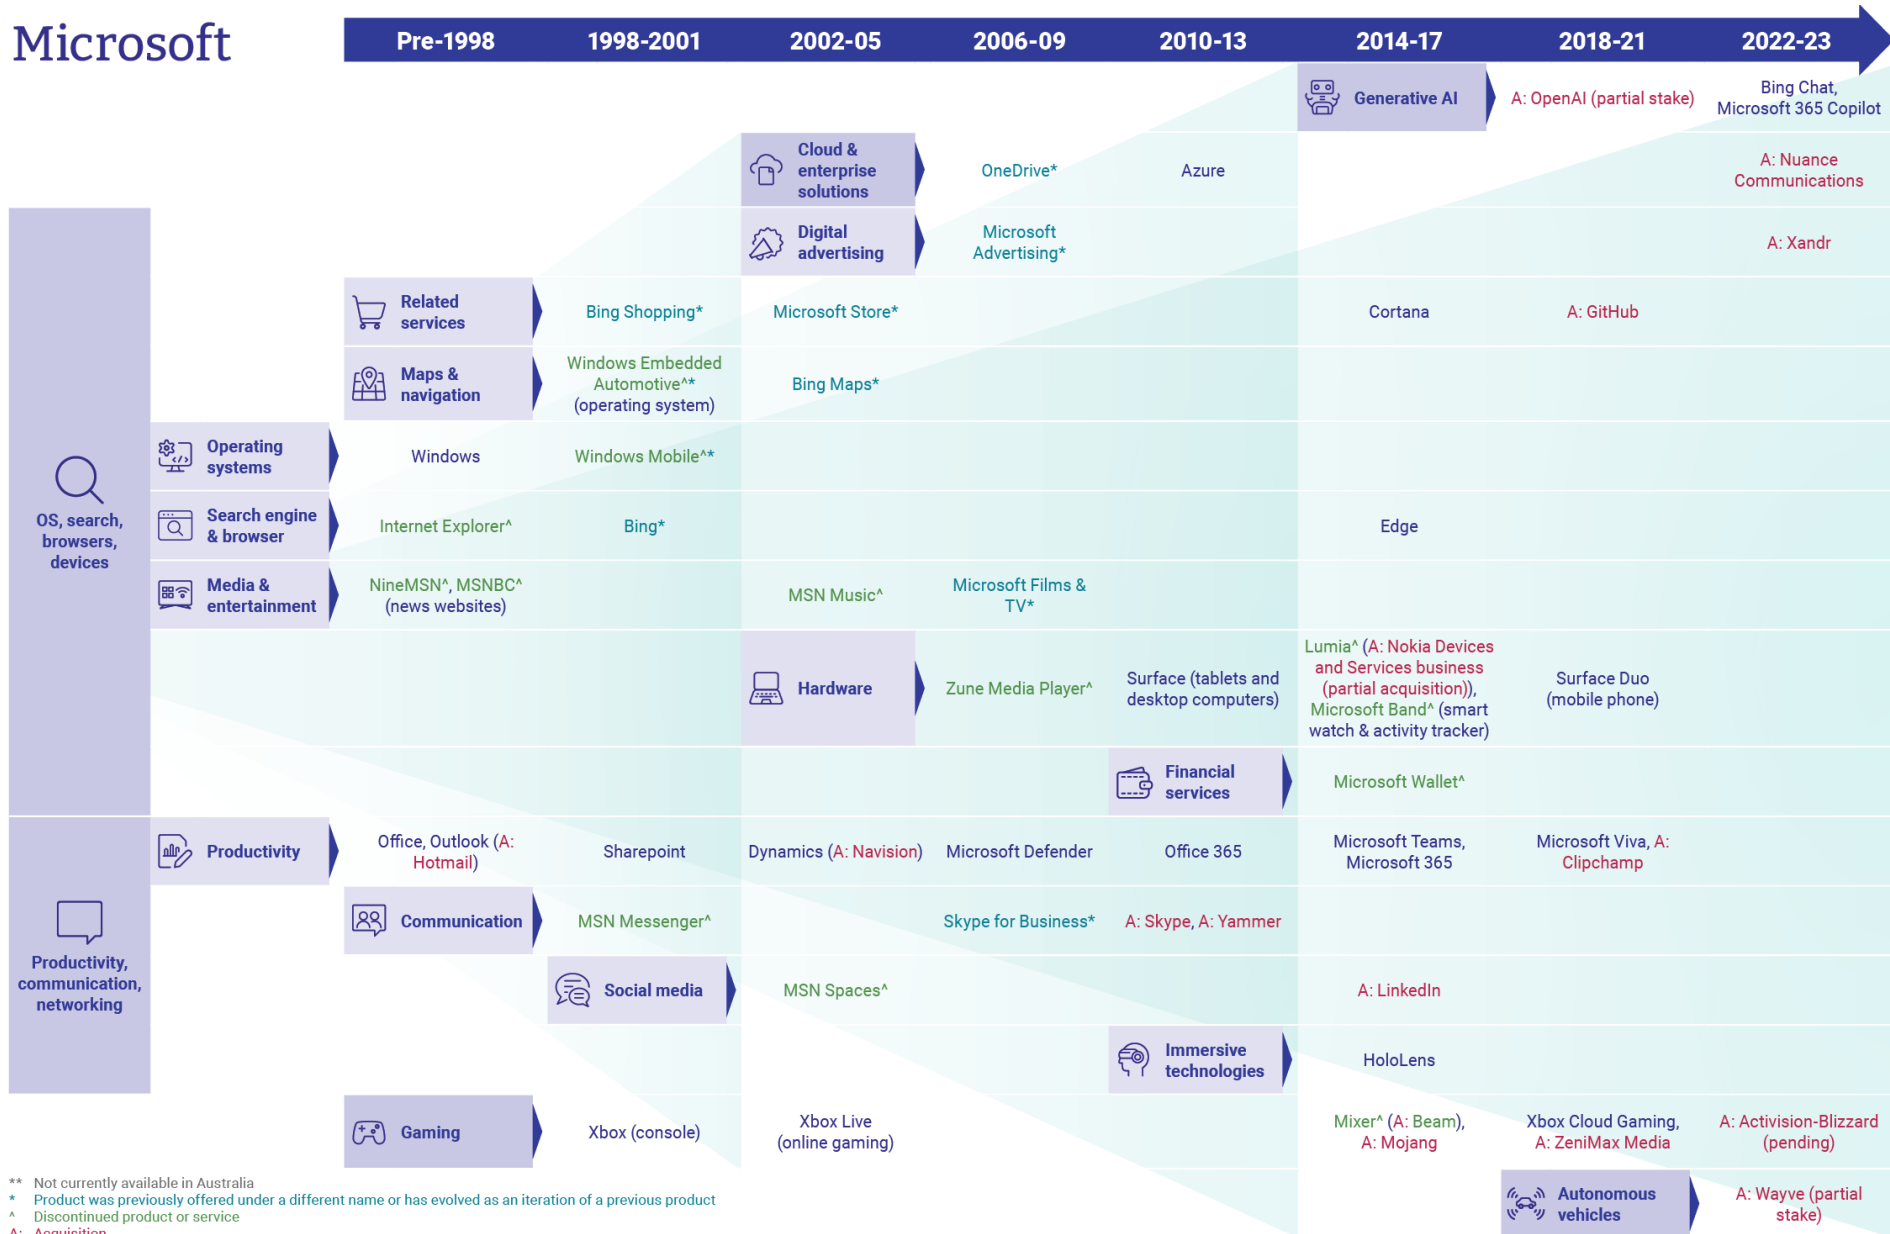 Microsoft
Pre-1998
1998-2001
2002-05
2006-09
2010-13
2014-17
2018-21
2022-23
Generative AI
A: OpenAI (partial stake)
Bing Chat,
Microsoft 365 Copilot
Cloud &
enterprise
solutions
OneDrive*
Azure
A: Nuance
Communications
Digital
advertising
Microsoft
Advertising*
A: Xandr
Related
services
Bing Shopping*
Microsoft Store*
Cortana
A: GitHub
Maps &
navigation
Windows Embedded
Automotive^*
(operating system)
Bing Maps*
OS, search,
browsers,
devices
Operating
systems
Windows
Windows Mobile^*
Search engine
& browser
Internet Explorer^
Bing*
Edge
Media &
entertainment
NineMSN^, MSNBC^
(news websites)
MSN Music^
Microsoft Films &
TV*
Hardware
Zune Media Player^
Surface (tablets and
desktop computers)
Lumia^ (A: Nokia Devices
and Services business
(partial acquisition)),
Microsoft Band^ (smart
watch & activity tracker)
Surface Duo
(mobile phone)
Financial
services
Microsoft Wallet^
Productivity,
communication,
networking
Productivity
Office, Outlook (A:
Hotmail)
Sharepoint
Dynamics (A: Navision)
Microsoft Defender
Office 365
Microsoft Teams,
Microsoft 365
Microsoft Viva, A:
Clipchamp
Communication
MSN Messenger^
Skype for Business*
A: Skype, A: Yammer
Social media
MSN Spaces^
A: LinkedIn
Immersive
technologies
HoloLens
Gaming
Xbox (console)
Xbox Live
(online gaming)
Mixer^ (A: Beam),
A: Mojang
Xbox Cloud Gaming,
A: ZeniMax Media
A: Activision-Blizzard
(pending)
Autonomous
vehicles
A: Wayve (partial
stake)
** Not currently available in Australia
* Product was previously offered under a different name or has evolved as an iteration of a previous product
^ Discontinued product or service
A: Acquisition